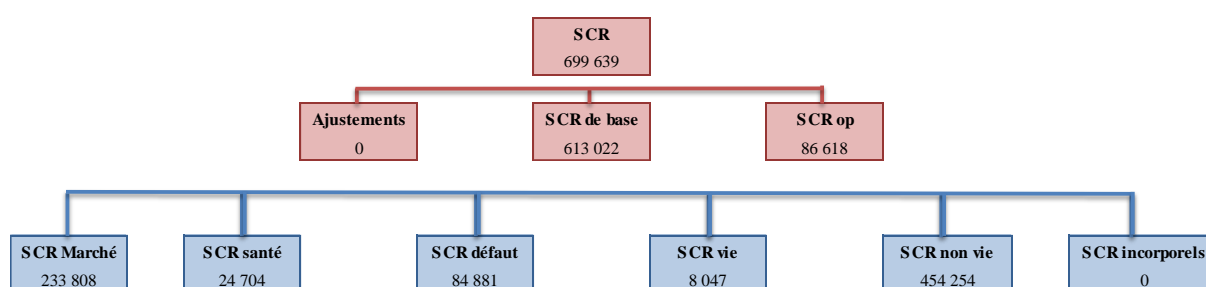 SCR
699 639
Ajustements
0
SCR de base
613 022
SCR op
86 618
SCR Marché
233 808
SCR santé
24 704
SCR défaut
84 881
SCR vie
8 047
SCR non vie
454 254
SCR incorporels
0